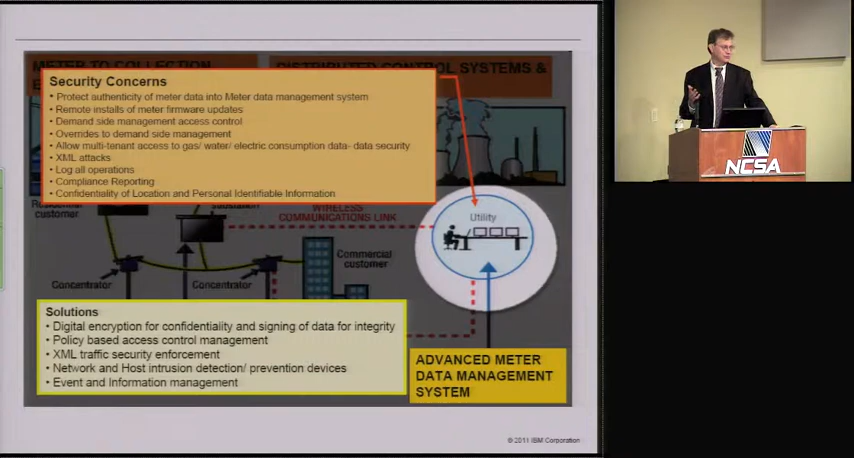 METER TO COLLECTION
DISTRIBUTED CONTROL SYSTEMS &
Security Concerns
• Protect authenticity of meter data into Meter data management system
• Remote installs of meter firmware updates
• Demand side management access control
• Overrides to demand side management
• Allow multi-tenant access to gas/ water/ electric consumption data- data security
• XML attacks
• Log all operations
• Compliance Reporting
• Confidentiality of Location and Personal Identifiable Information
Residential
customer
substation
WIRELESS
COMMUNICATIONS LINK
Utility
Commercial
customer
Concentrator
Concentrator
Solutions
• Digital encryption for confidentiality and signing of data for integrity
• Policy based access control management
• XML traffic security enforcement
• Network and Host intrusion detection/ prevention devices
• Event and Information management
ADVANCED METER
DATA MANAGEMENT
SYSTEM
© 2011 IBM Corporation
NCSA